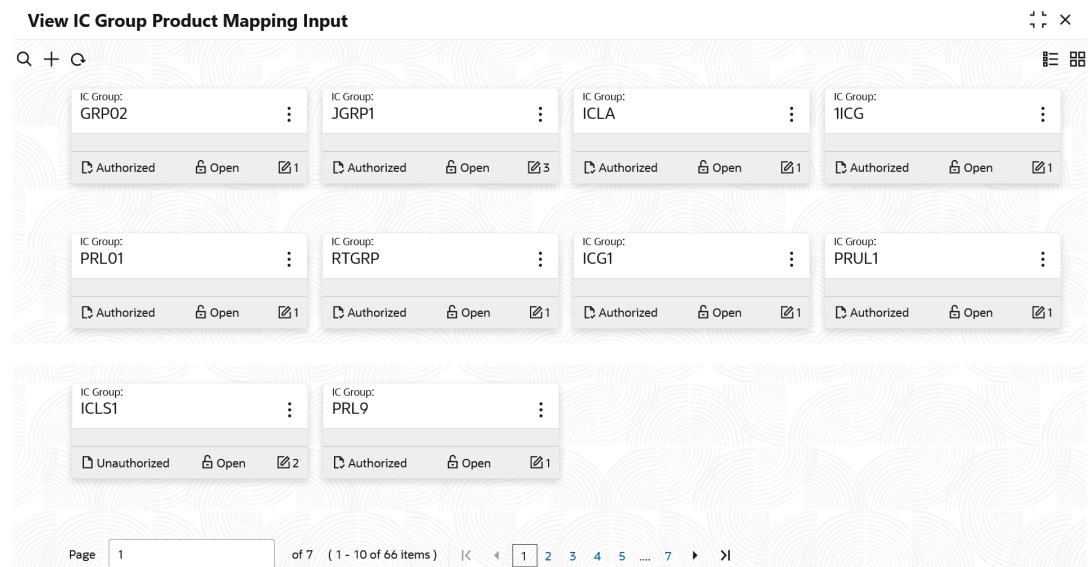 View IC Group Product Mapping Input
IC Group: IC Group: IC Group: IC Group:
GRP02 JGRP1 ICLA 1ICG
Authorized Open 1 Authorized Open 3 Authorized Open 1 Authorized Open 1
IC Group: IC Group: IC Group: IC Group:
PRL01 RTGRP ICG1 PRUL1
Authorized Open 1 Authorized Open 1 Authorized Open 1 Authorized Open 1
IC Group: IC Group:
ICLS1 PRL9
Unauthorized Open 2 Authorized Open 1
Page 1 of 7 ( 1 - 10 of 66 items ) 1 2 3 4 5 .... 7